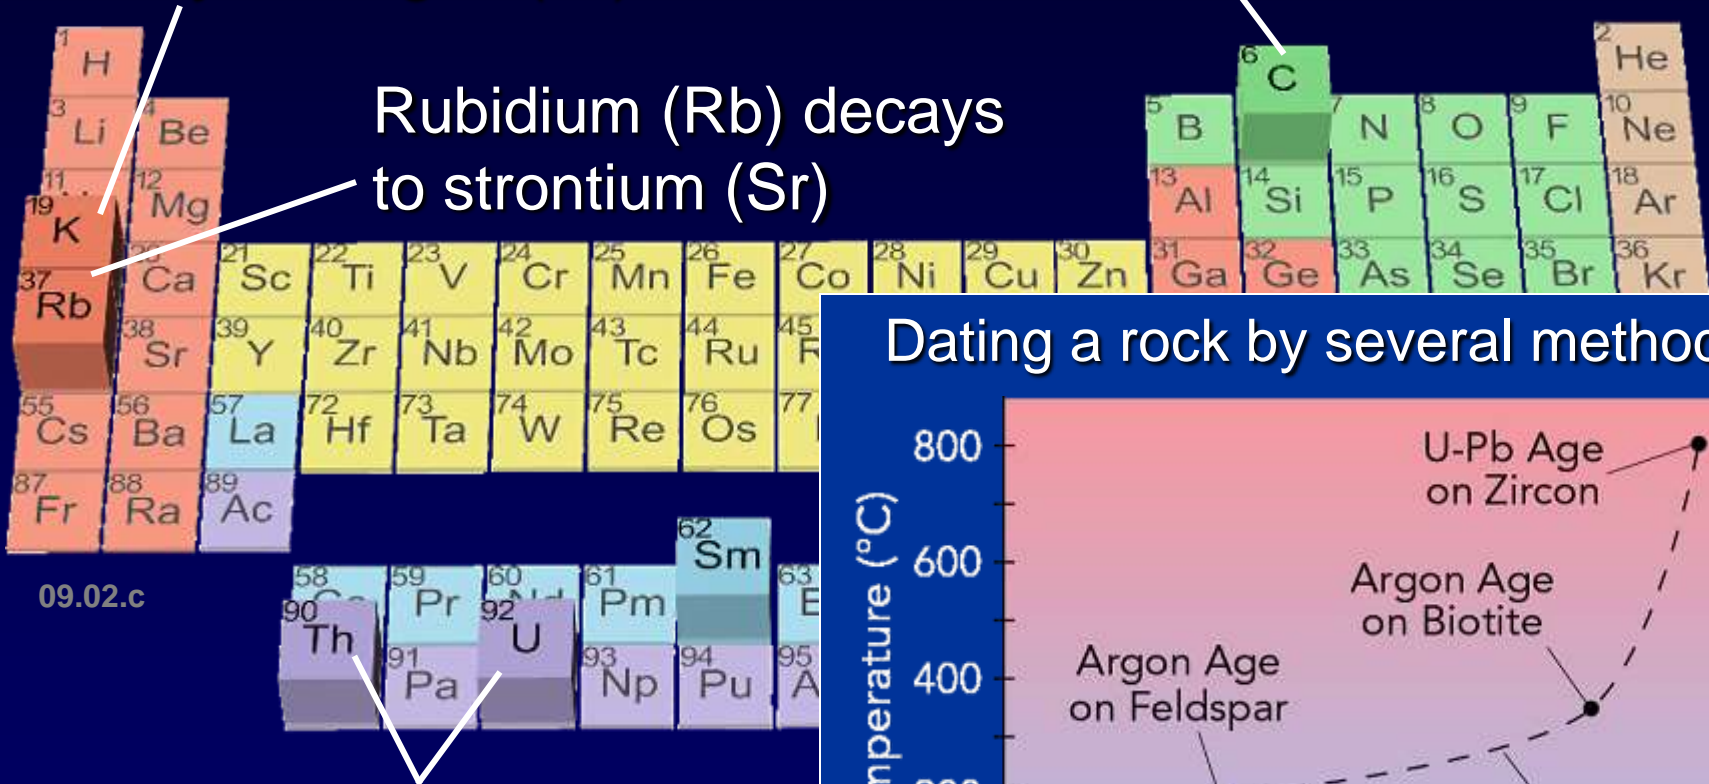 1 H
2 He
6 C
3 Li
4 Be
Rubidium (Rb) decays
to strontium (Sr)
5 B
7 N
8 O
9 F
10 Ne
11
12 Mg
13 Al
14 Si
15 P
16 S
17 Cl
18 Ar
19 K
20 Ca
21 Sc
22 Ti
23 V
24 Cr
25 Mn
26 Fe
27 Co
28 Ni
29 Cu
30 Zn
31 Ga
32 Ge
33 As
34 Se
35 Br
36 Kr
37 Rb
38 Sr
39 Y
40 Zr
41 Nb
42 Mo
43 Tc
44 Ru
45
55 Cs
56 Ba
57 La
72 Hf
73 Ta
74 W
75 Re
76 Os
77
87 Fr
88 Ra
89 Ac
09.02.c
58 Ce
59 Pr
60 Nd
61 Pm
62 Sm
63
90 Th
91 Pa
92 U
93 Np
94 Pu
95
Dating a rock by several
800
U-Pb Age
on Zircon
600
Argon Age
on Biotite
400
Argon Age
on Feldspar
(°C)